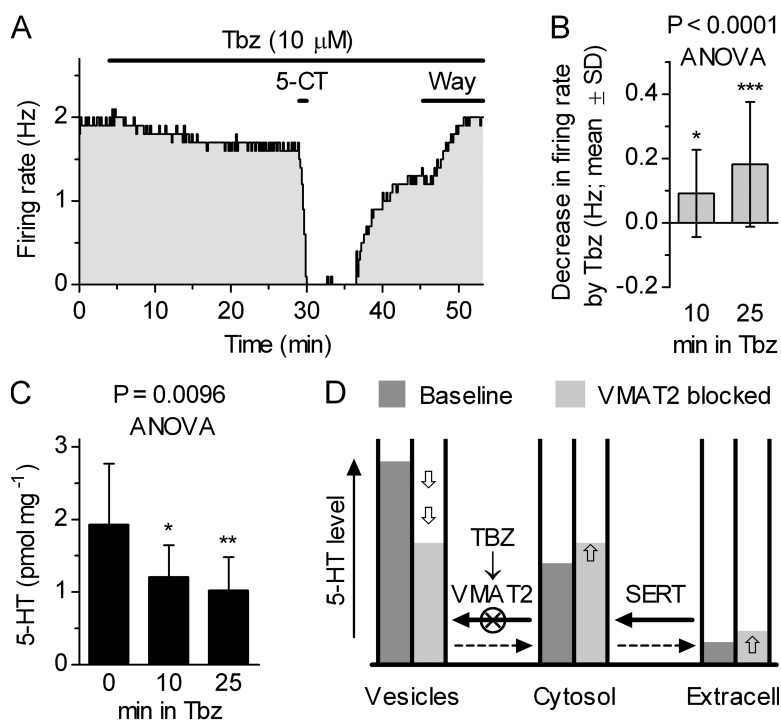 A
Tbz (10 μM)
5-CT
Way
Firing rate (Hz)
2
1
0
0
10
20
30
40
50
Time (min)
B
P < 0.0001
ANOVA
Decrease in firing rate
by Tbz (Hz; mean ± SD)
0.4
0.2
0.0
-0.2
*
***
10
25
min in Tbz
C
P = 0.0096
ANOVA
5-HT (pmol mg⁻¹)
3
2
1
0
*
**
0
10
25
min in Tbz
D
Baseline
VMAT2 blocked
5-HT level
TBZ
VMAT2
SERT
Vesicles
Cytosol
Extracell